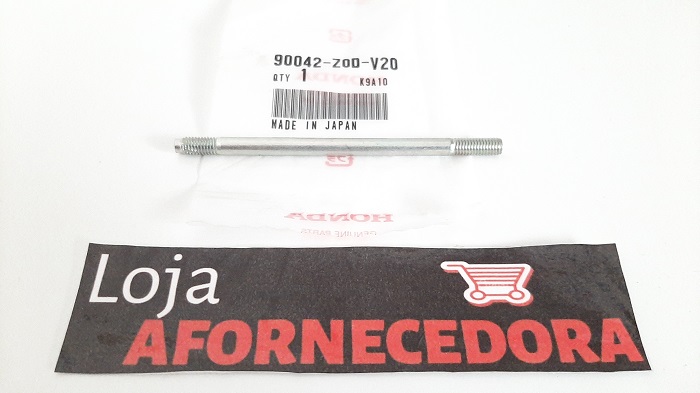 90042-Z0D-V20
QTY 1 K9A10
MADE IN JAPAN
HONDA
GENUINE PARTS
Loja
AFORNECEDORA